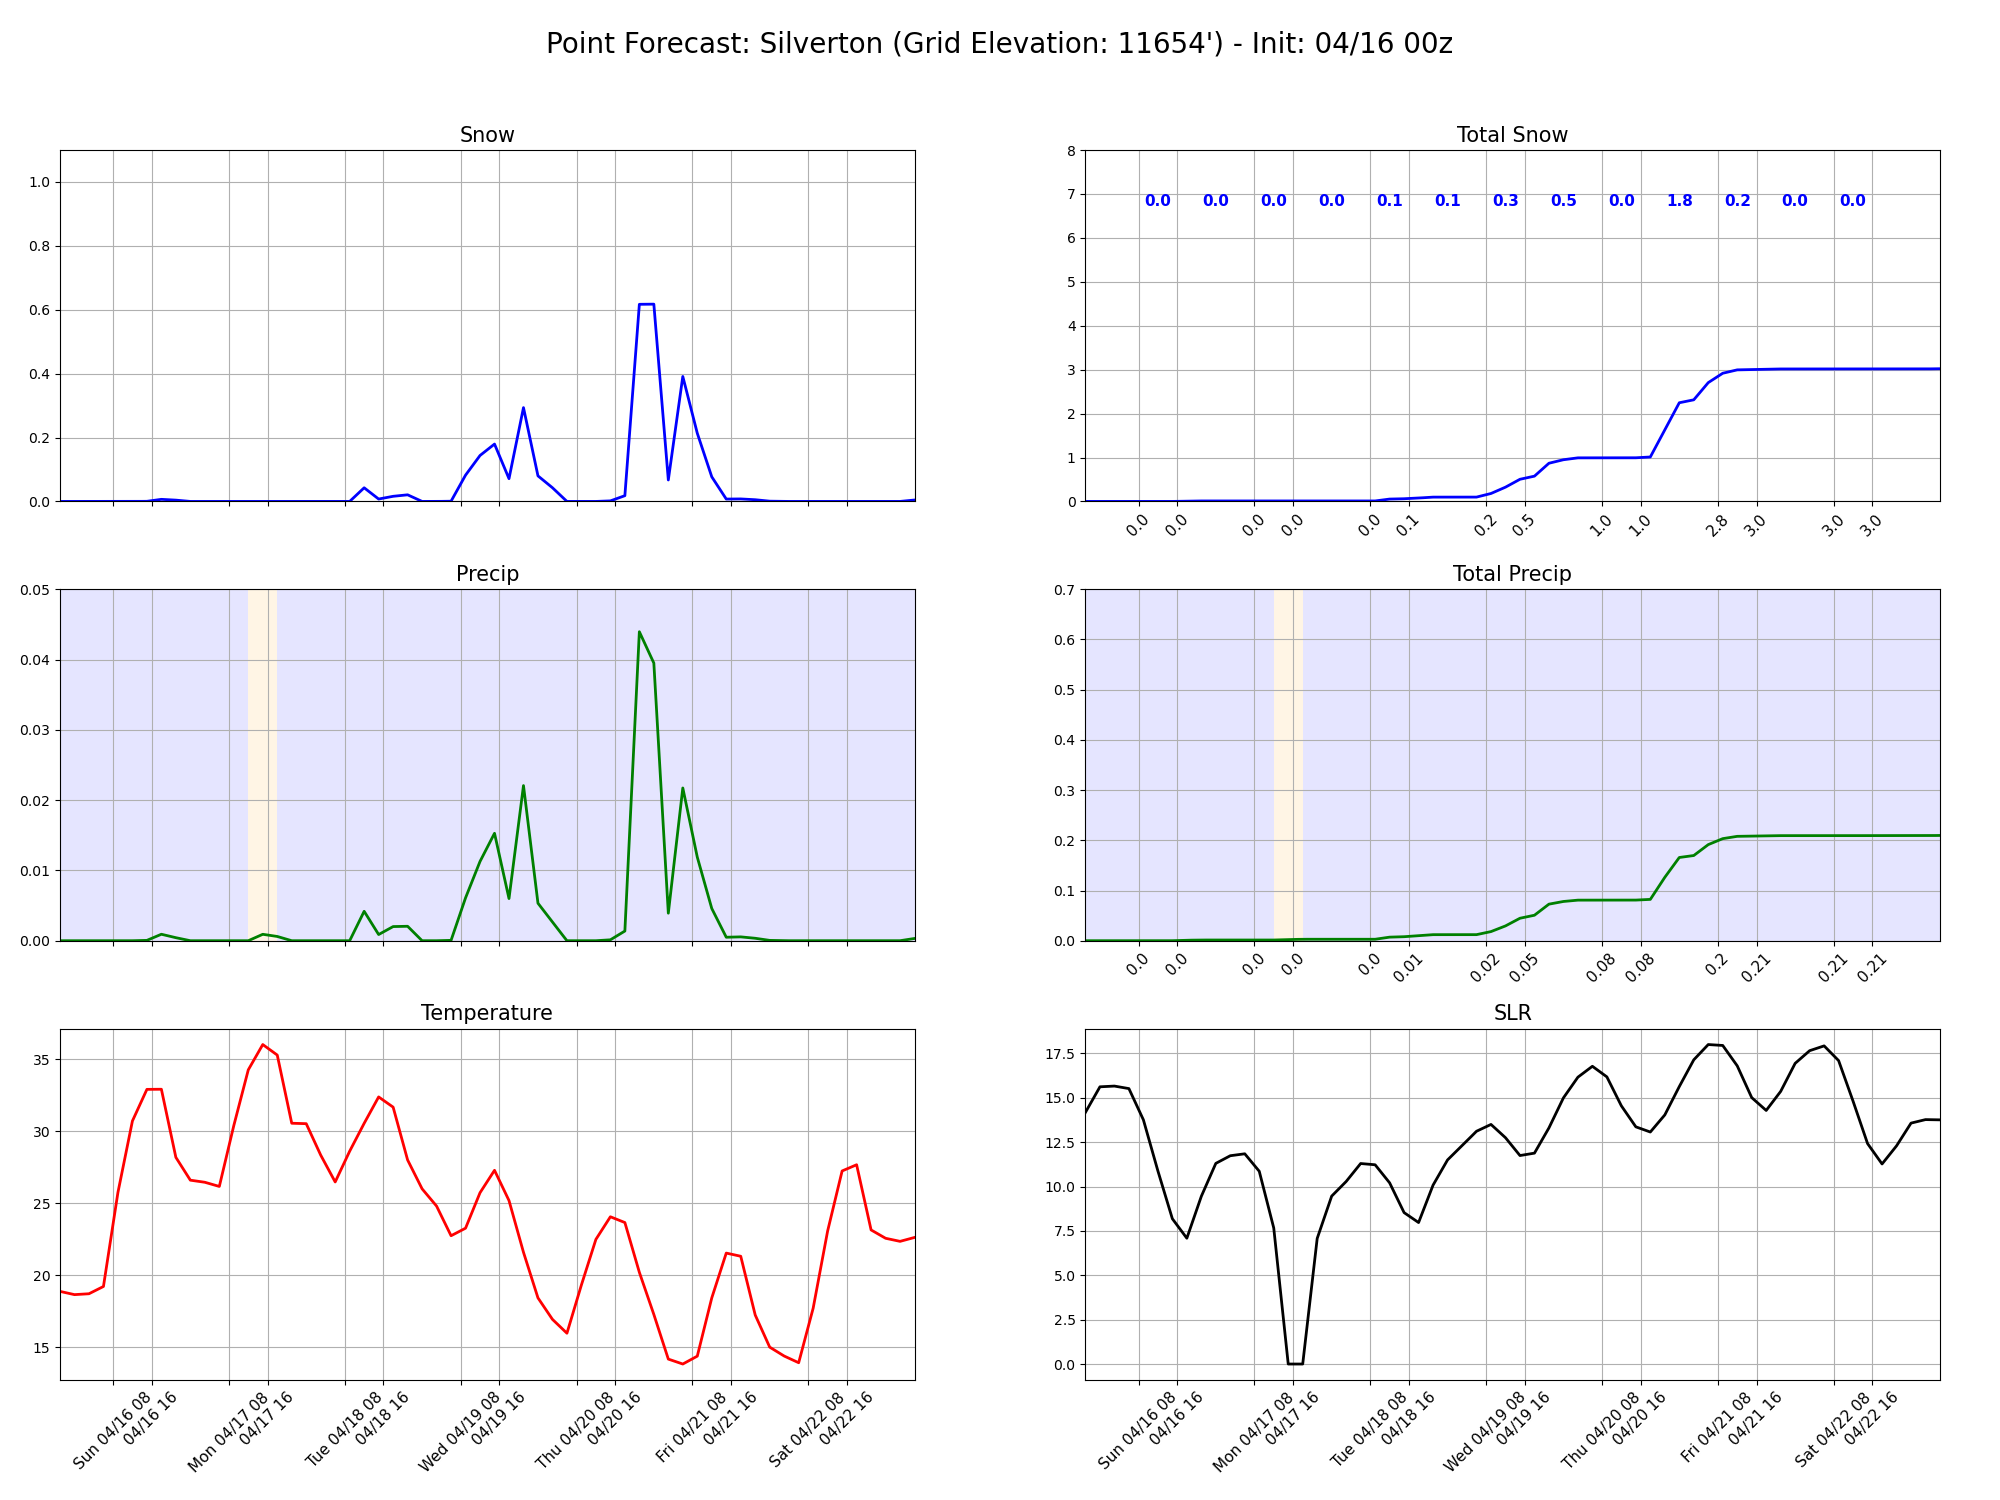 Point Forecast: Silverton (Grid Elevation: 11654') - Init: 04/16 00z
Snow
1.0
0.8
0.6
0.4
0.2
0.0
Total Snow
8
7
6
5
4
3
2
1
0
0.0 0.0 0.0 0.0 0.1 0.1 0.3 0.5 0.0 1.8 0.2 0.0 0.0
0.0 0.0 0.0 0.0 0.0 0.1 0.2 0.5 1.0 1.0 2.8 3.0 3.0 3.0
Precip
0.05
0.04
0.03
0.02
0.01
0.00
Total Precip
0.7
0.6
0.5
0.4
0.3
0.2
0.1
0.0
0.0 0.0 0.0 0.0 0.0 0.01 0.02 0.05 0.08 0.08 0.2 0.21 0.21 0.21
Temperature
35
30
25
20
15
Sun 04/16 08
04/16 16
Mon 04/17 08
04/17 16
Tue 04/18 08
04/18 16
Wed 04/19 08
04/19 16
Thu 04/20 08
04/20 16
Fri 04/21 08
04/21 16
Sat 04/22 08
04/22 16
SLR
17.5
15.0
12.5
10.0
7.5
5.0
2.5
0.0
Sun 04/16 08
04/16 16
Mon 04/17 08
04/17 16
Tue 04/18 08
04/18 16
Wed 04/19 08
04/19 16
Thu 04/20 08
04/20 16
Fri 04/21 08
04/21 16
Sat 04/22 08
04/22 16